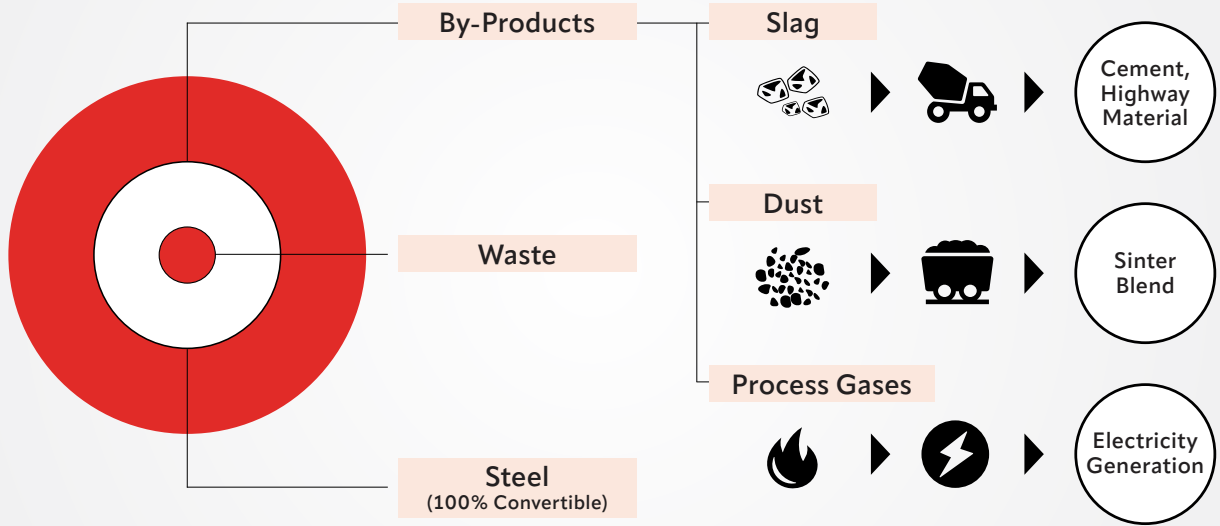 By-Products
Slag
Cement,
Highway
Material
Dust
Waste
Sinter
Blend
Process Gases
Electricity
Generation
Steel
(100% Convertible)